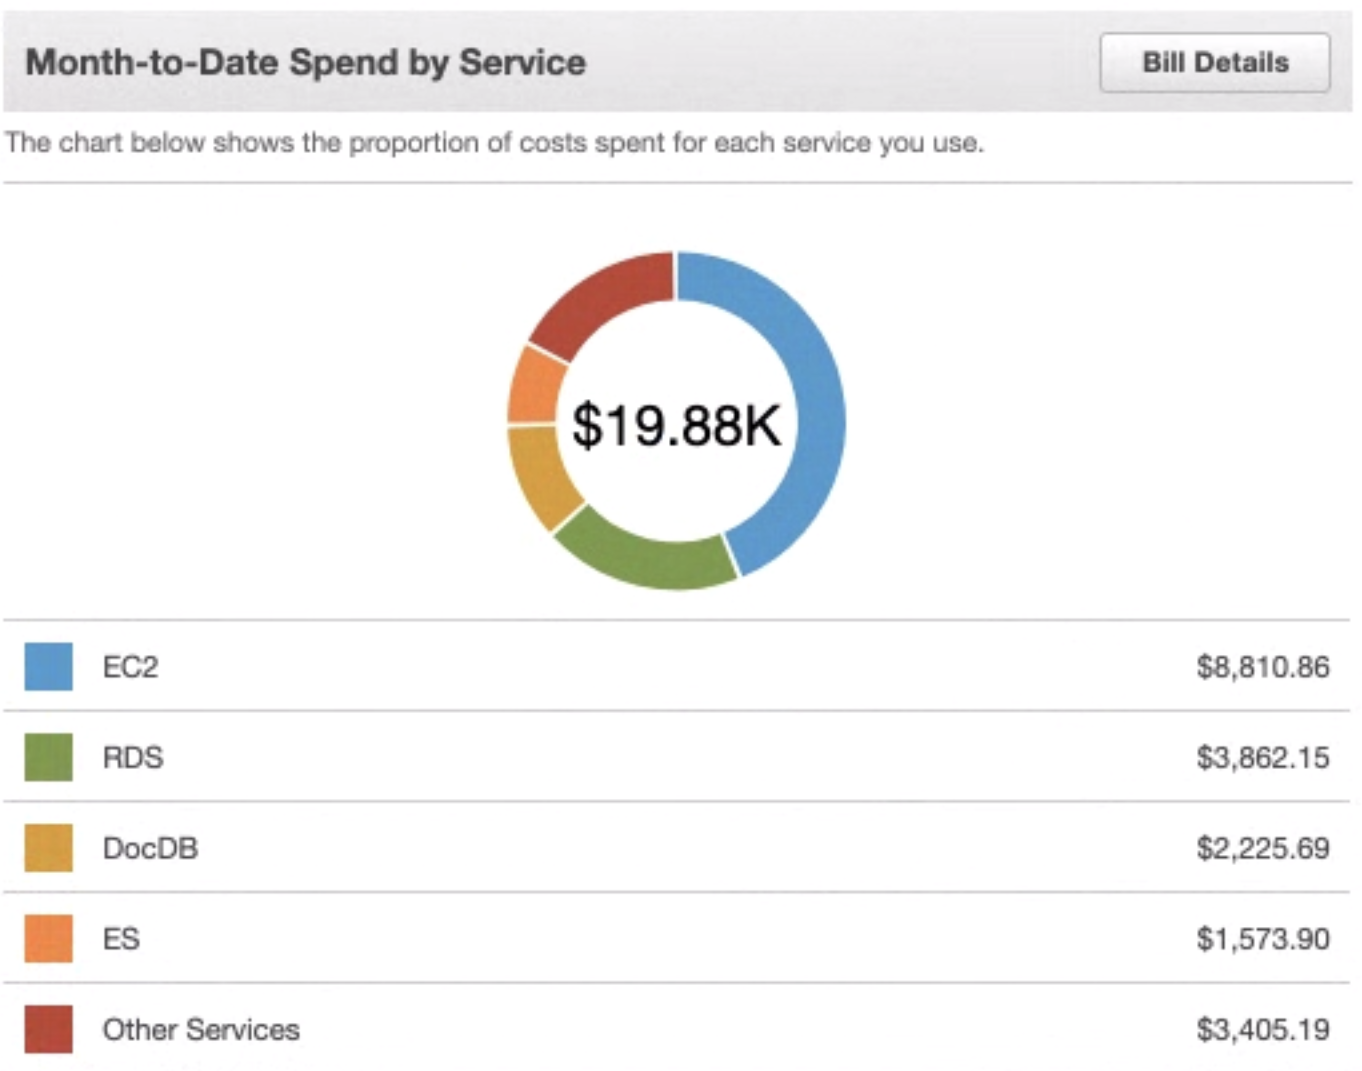 Month-to-Date Spend by Service
Bill Details
The chart below shows the proportion of costs spent for each service you use.
$19.88K
EC2 $8,810.86
RDS $3,862.15
DocDB $2,225.69
ES $1,573.90
Other Services $3,405.19